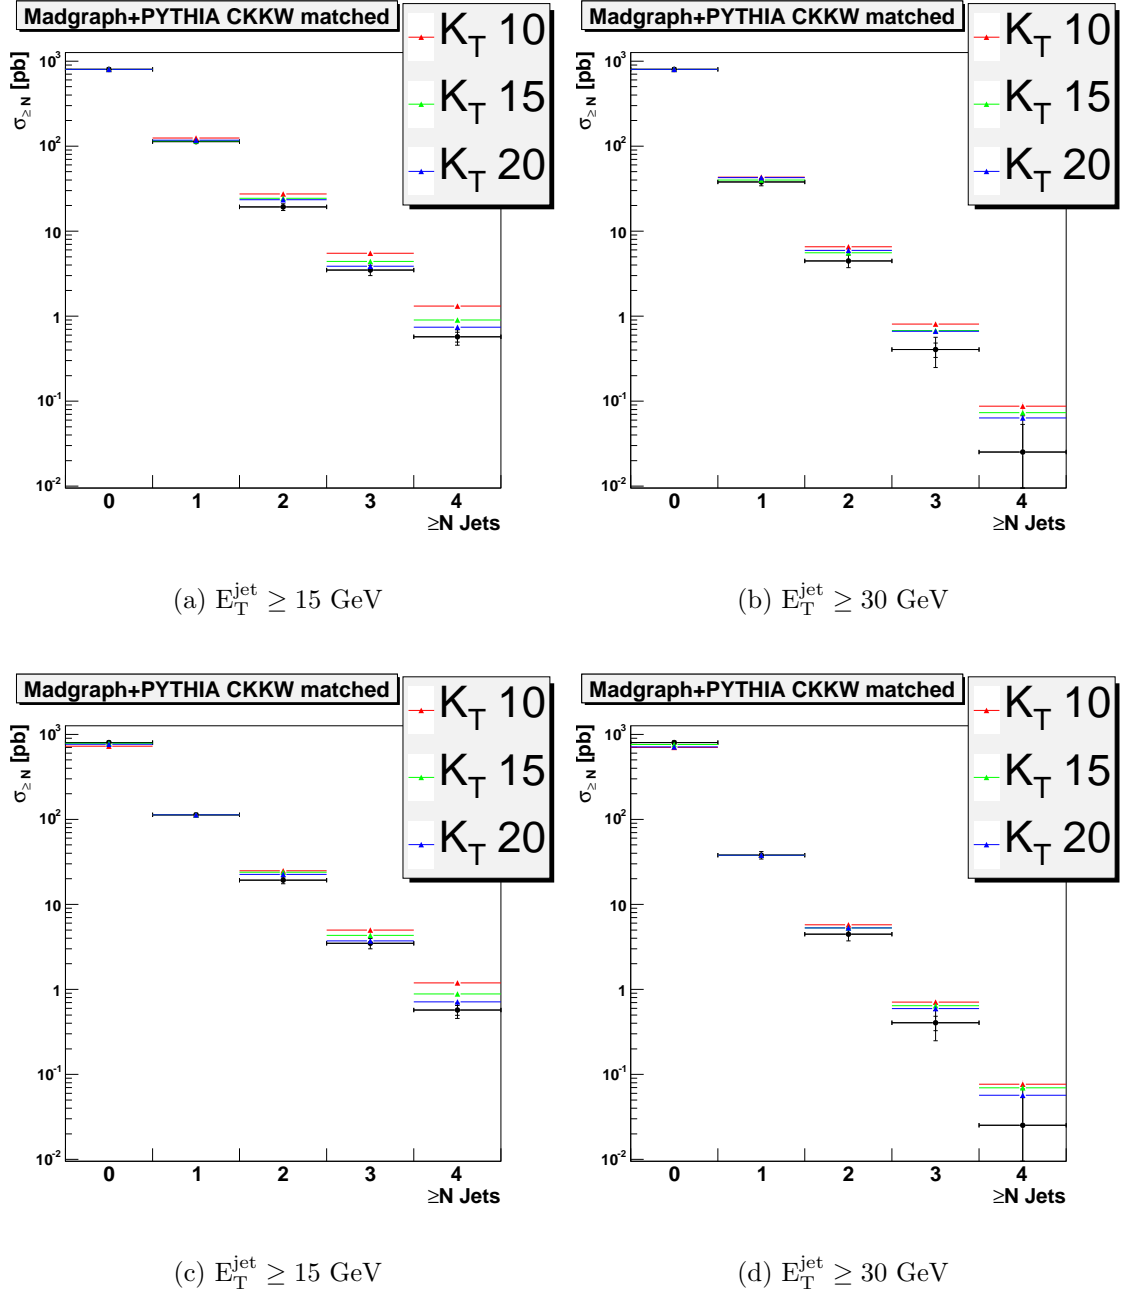 Madgraph+PYTHIA CKKW matched
K_T 10
K_T 15
K_T 20
σ≥N [pb]
10^3
10^2
10
1
10^-1
10^-2
0 1 2 3 4
≥N Jets
(a) E_T^jet ≥ 15 GeV
Madgraph+PYTHIA CKKW matched
K_T 10
K_T 15
K_T 20
σ≥N [pb]
10^3
10^2
10
1
10^-1
10^-2
0 1 2 3 4
≥N Jets
(b) E_T^jet ≥ 30 GeV
Madgraph+PYTHIA CKKW matched
K_T 10
K_T 15
K_T 20
σ≥N [pb]
10^3
10^2
10
1
10^-1
10^-2
0 1 2 3 4
≥N Jets
(c) E_T^jet ≥ 15 GeV
Madgraph+PYTHIA CKKW matched
K_T 10
K_T 15
K_T 20
σ≥N [pb]
10^3
10^2
10
1
10^-1
10^-2
0 1 2 3 4
≥N Jets
(d) E_T^jet ≥ 30 GeV